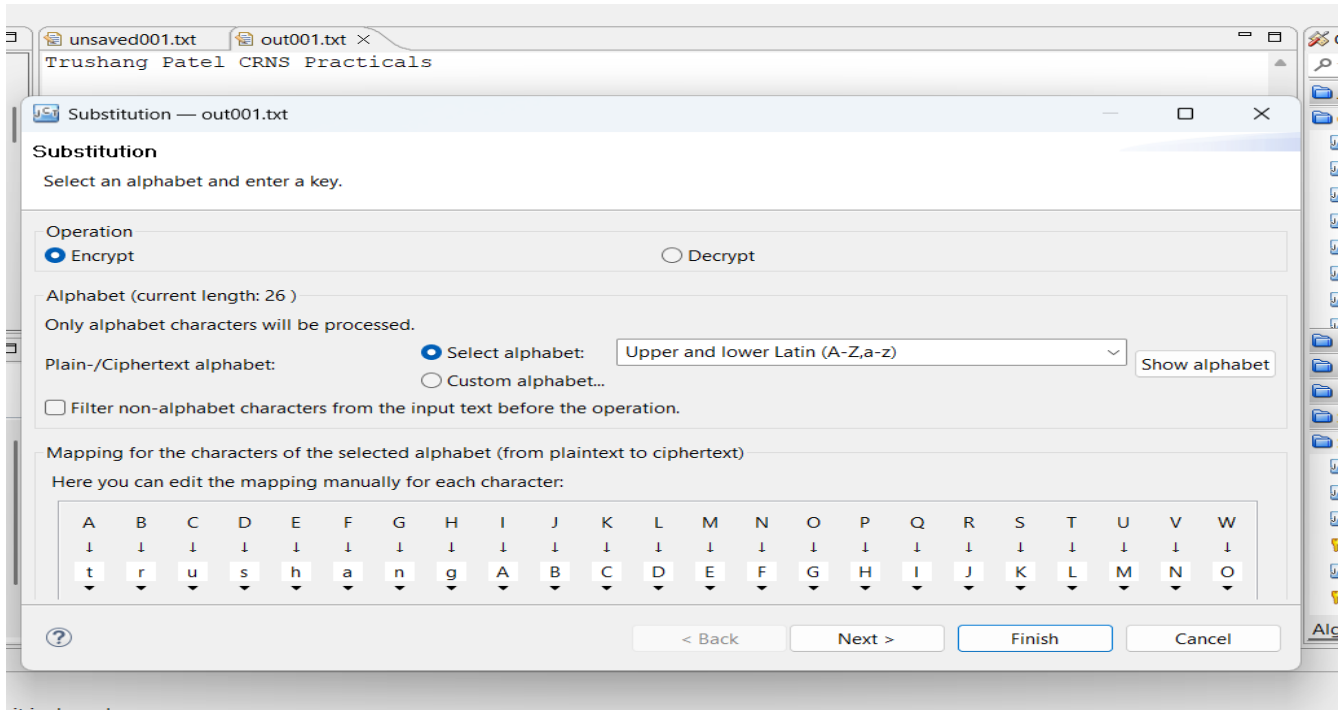 unsaved001.txt out001.txt
Trushang Patel CRNS Practicals
Substitution — out001.txt
Substitution
Select an alphabet and enter a key.
Operation
Encrypt Decrypt
Alphabet (current length: 26 )
Only alphabet characters will be processed.
Plain-/Ciphertext alphabet: Select alphabet: Upper and lower Latin (A-Z,a-z) Show alphabet
Custom alphabet...
Filter non-alphabet characters from the input text before the operation.
Mapping for the characters of the selected alphabet (from plaintext to ciphertext)
Here you can edit the mapping manually for each character:
A B C D E F G H I J K L M N O P Q R S T U V W
↓ ↓ ↓ ↓ ↓ ↓ ↓ ↓ ↓ ↓ ↓ ↓ ↓ ↓ ↓ ↓ ↓ ↓ ↓ ↓ ↓ ↓ ↓
t r u s h a n g A B C D E F G H I J K L M N O
< Back Next > Finish Cancel